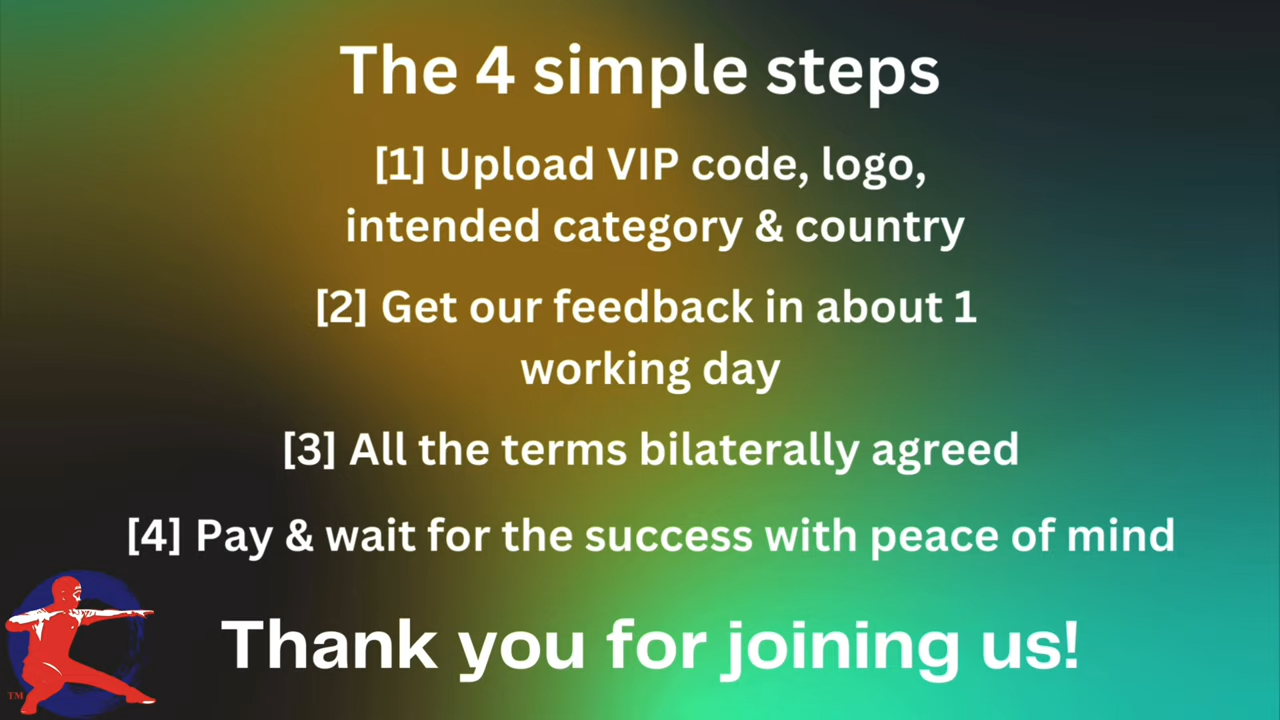 The 4 simple steps
[1] Upload VIP code, logo,
intended category & country
[2] Get our feedback in about 1
working day
[3] All the terms bilaterally agreed
[4] Pay & wait for the success with peace of mind
Thank you for joining us!
TM